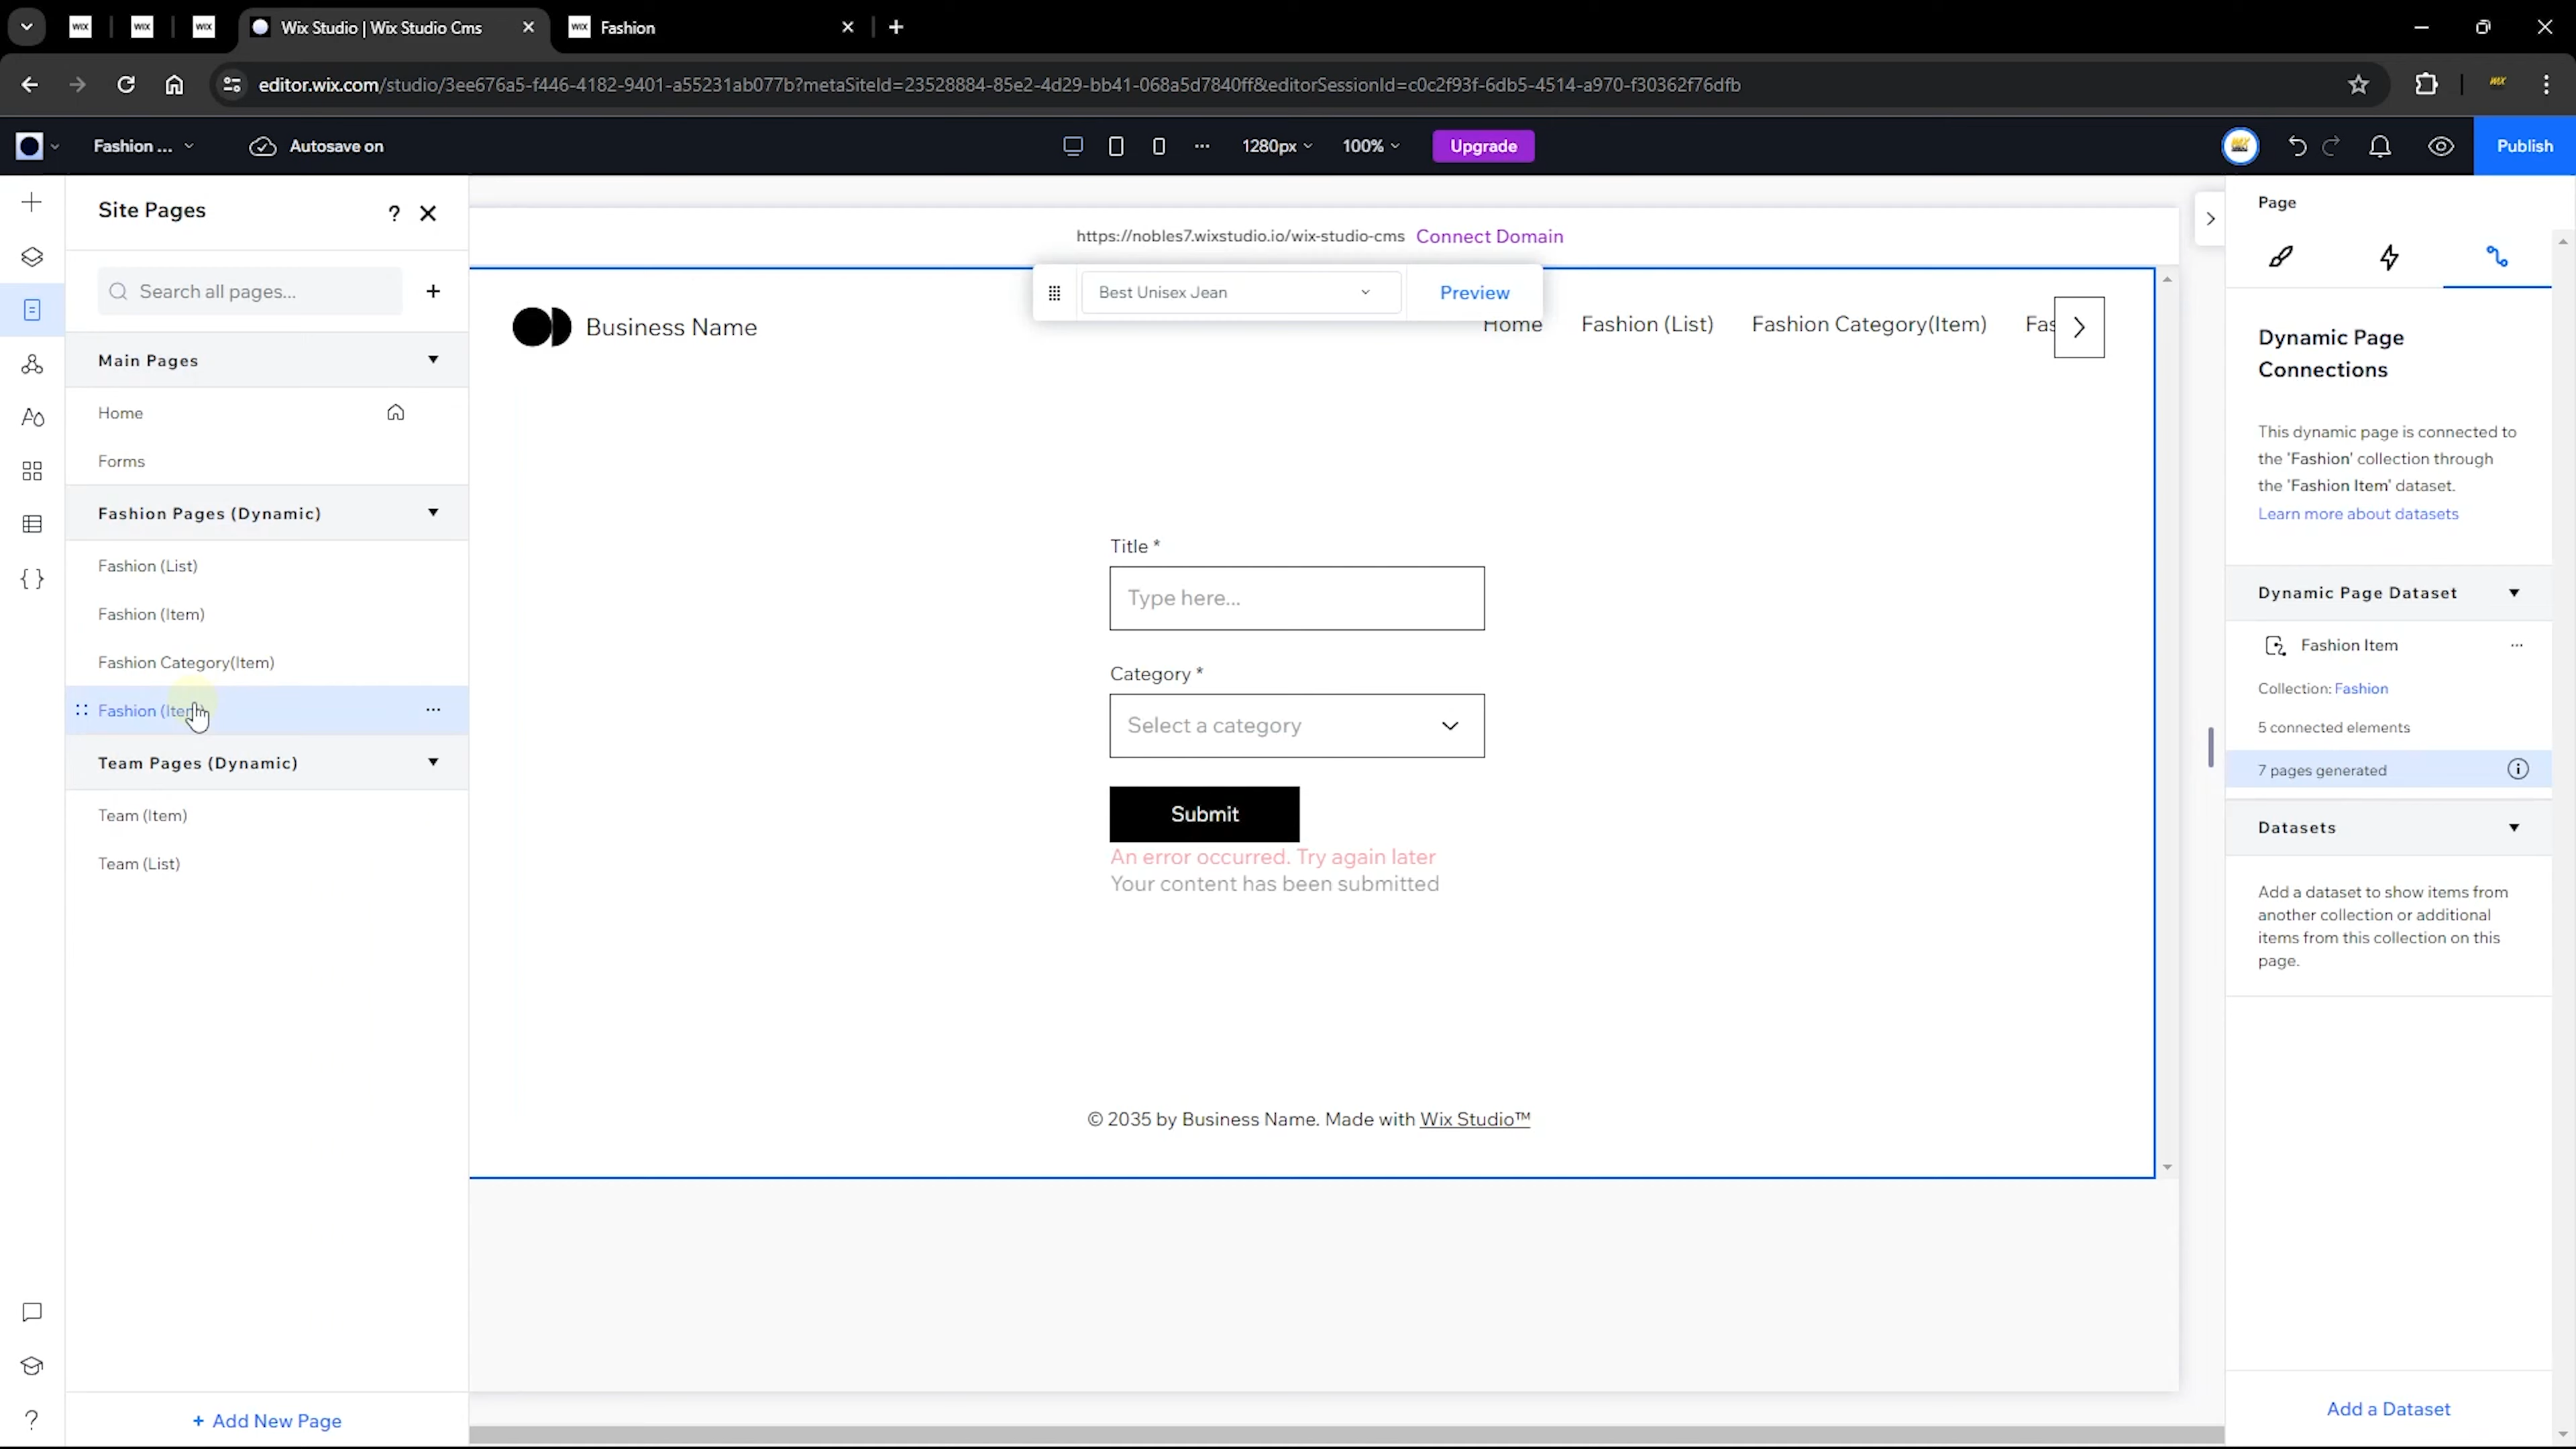 WIX
WIX
WIX
Wix Studio | Wix Studio Cms
WIX
Fashion
editor.wix.com/studio/3ee676a5-f446-4182-9401-a55231ab077b?metaSiteId=23528884-85e2-4d29-bb41-068a5d7840ff&editorSessionId=c0c2f93f-6db5-4514-a970-f30362f76dfb
Fashion ...
Autosave on
1280px
100%
Upgrade
Publish
Site Pages
?
Search all pages...
Main Pages
Home
Forms
Fashion Pages (Dynamic)
Fashion (List)
Fashion (Item)
Fashion Category(Item)
Fashion (Item)
Team Pages (Dynamic)
Team (Item)
Team (List)
+ Add New Page
https://nobles7.wixstudio.io/wix-studio-cms Connect Domain
Best Unisex Jean
Preview
Business Name
Home
Fashion (List)
Fashion Category(Item)
Fas
Title *
Type here...
Category *
Select a category
Submit
An error occurred. Try again later
Your content has been submitted
© 2035 by Business Name. Made with Wix Studio™
Page
Dynamic Page
Connections
This dynamic page is connected to
the 'Fashion' collection through
the 'Fashion Item' dataset.
Learn more about datasets
Dynamic Page Dataset
Fashion Item
Collection: Fashion
5 connected elements
7 pages generated
Datasets
Add a dataset to show items from
another collection or additional
items from this collection on this
page.
Add a Dataset